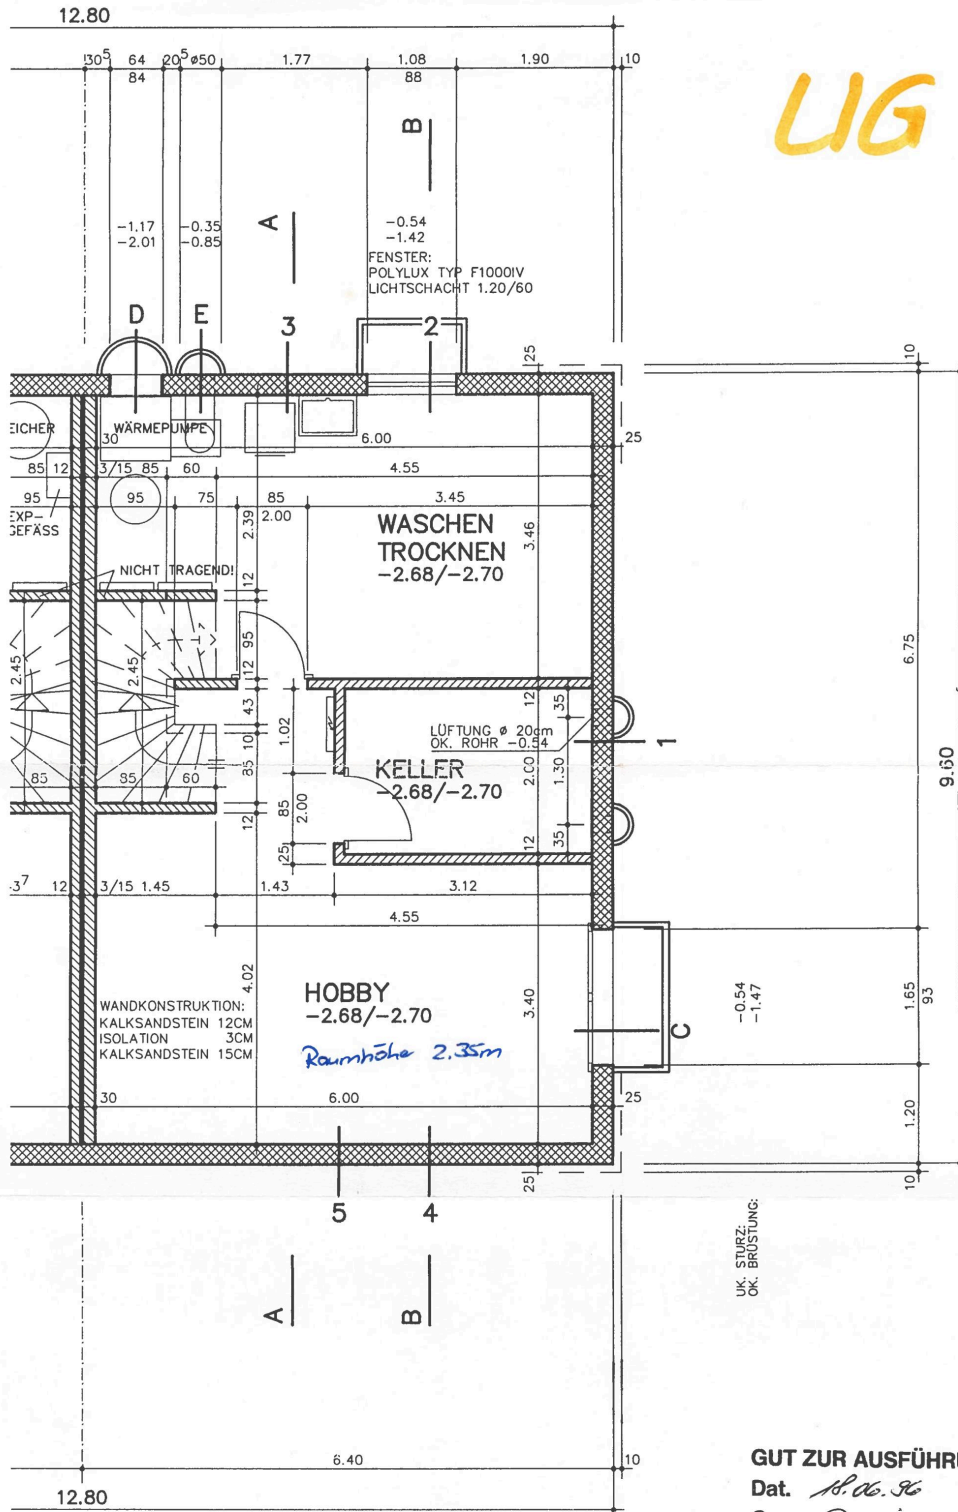 12.80
30⁵ 64 20⁵ ø50 1.77 1.08 1.90 10
84 88
LIG
B
A
-1.17 -0.35 -0.54
-2.01 -0.85 -1.42
FENSTER:
POLYLUX TYP F1000IV
LICHTSCHACHT 1.20/60
D E 3 2
25 10
EICHER WÄRMEPUMPE
30 6.00 25
85 12 3/15 85 60 4.55
95 95 75 85 3.45
2.00
EXP-
GEFÄSS
2.39
WASCHEN
TROCKNEN
-2.68/-2.70
3.46
NICHT TRAGEND!
12
2.45 2.45 95 6.75
12
43 1.02 12 35
LÜFTUNG ø 20cm
OK. ROHR -0.54
1
10
KELLER
-2.68/-2.70
2.00 1.30
9.60
85 85 60 85
85
2.00
12 25 12 35
3⁷ 12 3/15 1.45 1.43 3.12
4.55
4.02
HOBBY
-2.68/-2.70
3.40
-0.54
-1.47
1.65
93
C
WANDKONSTRUKTION:
KALKSANDSTEIN 12CM
ISOLATION 3CM
KALKSANDSTEIN 15CM
Raumhöhe 2.35m
30 6.00 25
1.20
25 10
5 4
UK. STURZ:
OK. BRÜSTUNG:
A B
6.40 10
GUT ZUR AUSFÜHR
Dat. 18.06.96
12.80